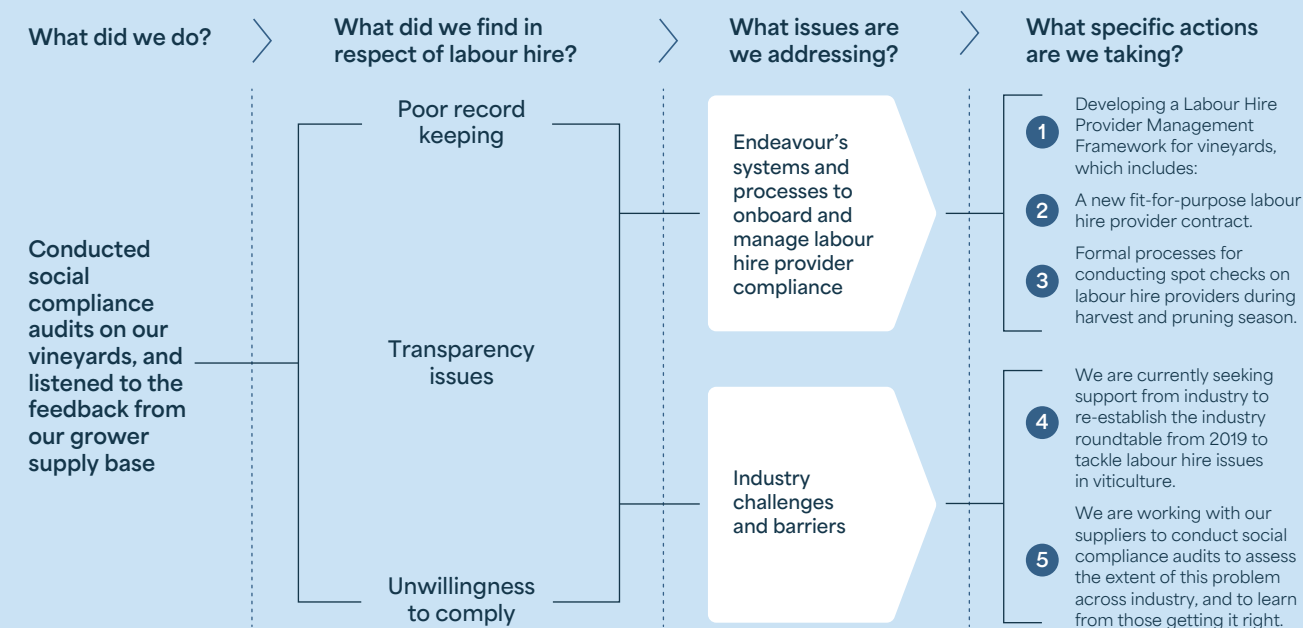 What did we do?
What did we find in
respect of labour hire?
What issues are
we addressing?
What specific actions
are we taking?
Conducted
social
compliance
audits on our
vineyards, and
listened to the
feedback from
our grower
supply base
Poor record
keeping
Transparency
issues
Unwillingness
to comply
Endeavour’s
systems and
processes to
onboard and
manage labour
hire provider
compliance
Industry
challenges
and barriers
1
Developing a Labour Hire
Provider Management
Framework for vineyards,
which includes:
2
A new fit-for-purpose labour
hire provider contract.
3
Formal processes for
conducting spot checks on
labour hire providers during
harvest and pruning season.
4
We are currently seeking
support from industry to
re-establish the industry
roundtable from 2019 to
tackle labour hire issues
in viticulture.
5
We are working with our
suppliers to conduct social
compliance audits to assess
the extent of this problem
across industry, and to learn
from those getting it right.